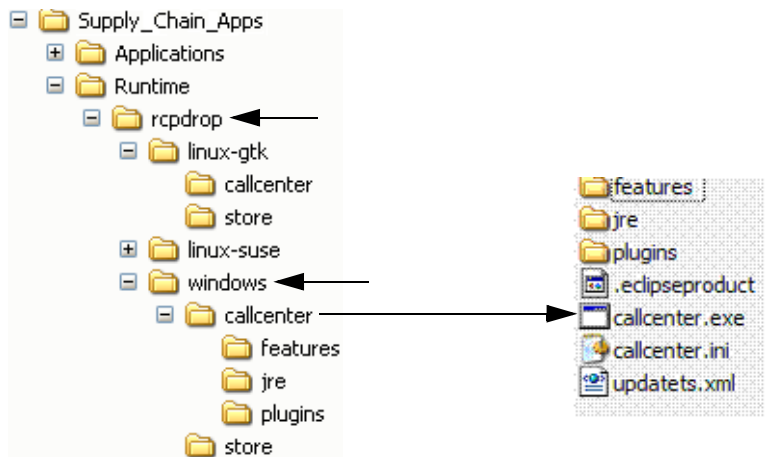 Supply_Chain_Apps
Applications
Runtime
rcpdrop
linux-gtk
callcenter
store
linux-suse
windows
callcenter
features
jre
plugins
store
features
jre
plugins
.eclipseproduct
callcenter.exe
callcenter.ini
updatets.xml